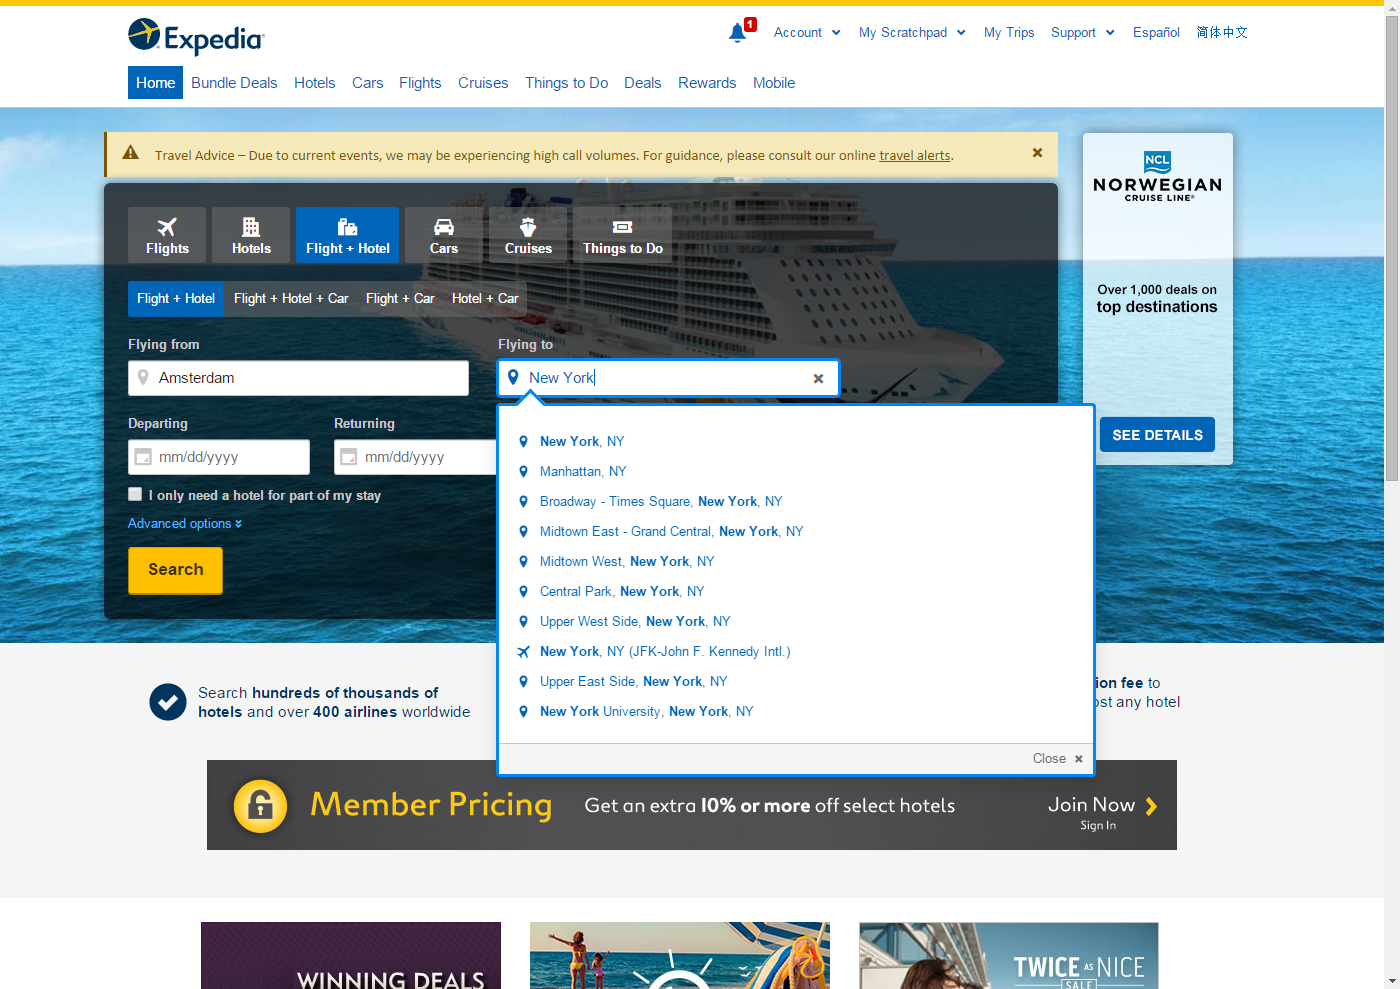 Expedia
1
Account
My Scratchpad
My Trips
Support
Español
简体中文
Home
Bundle Deals
Hotels
Cars
Flights
Cruises
Things to Do
Deals
Rewards
Mobile
Travel Advice – Due to current events, we may be experiencing high call volumes. For guidance, please consult our online travel alerts.
NCL
NORWEGIAN
CRUISE LINE®
Over 1,000 deals on
top destinations
SEE DETAILS
Flights
Hotels
Flight + Hotel
Cars
Cruises
Things to Do
Flight + Hotel
Flight + Hotel + Car
Flight + Car
Hotel + Car
Flying from
Flying to
Amsterdam
New York
Departing
Returning
mm/dd/yyyy
mm/dd/yyyy
I only need a hotel for part of my stay
Advanced options
Search
New York, NY
Manhattan, NY
Broadway - Times Square, New York, NY
Midtown East - Grand Central, New York, NY
Midtown West, New York, NY
Central Park, New York, NY
Upper West Side, New York, NY
New York, NY (JFK-John F. Kennedy Intl.)
Upper East Side, New York, NY
New York University, New York, NY
Close
Search hundreds of thousands of
hotels and over 400 airlines worldwide
fee to
any hotel
Member Pricing
Get an extra 10% or more off select hotels
Join Now
Sign In
WINNING DEALS
TWICE AS NICE
SALE